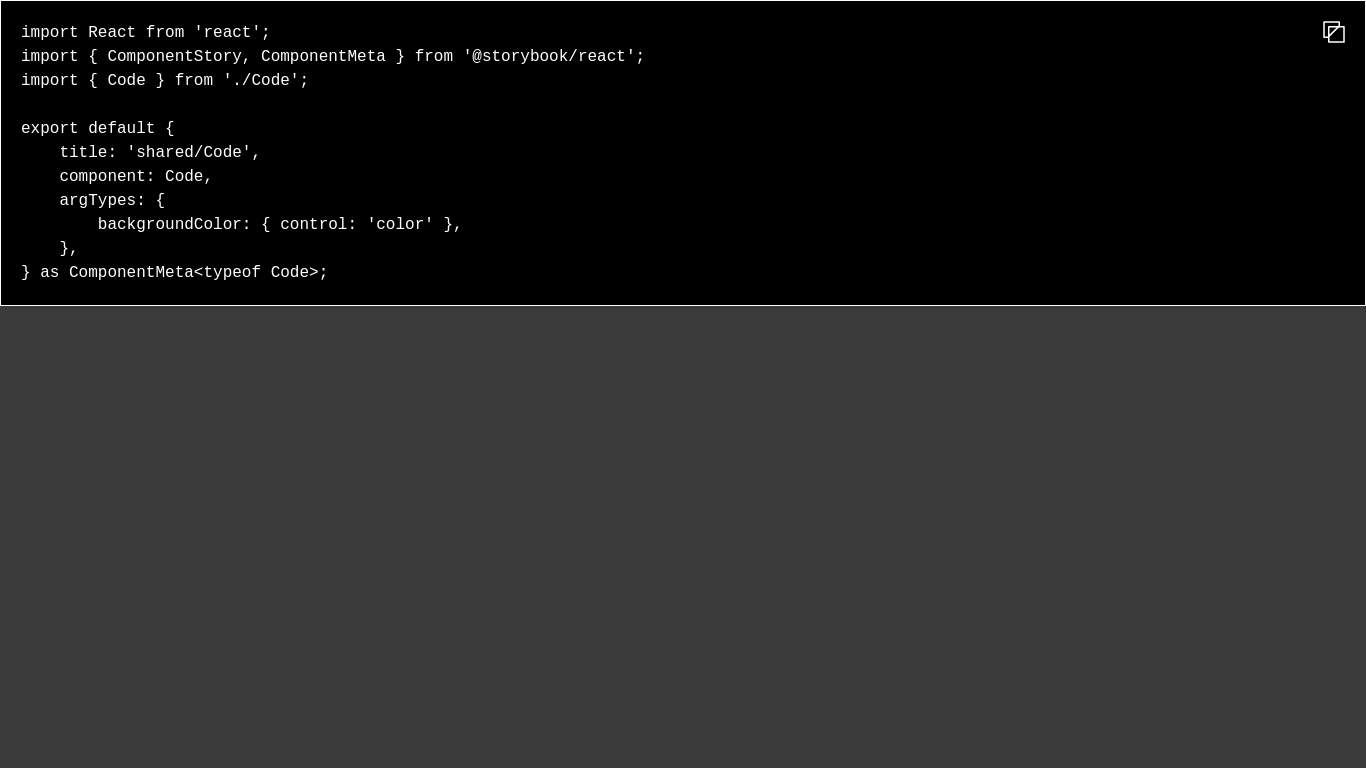 import React from 'react';
import { ComponentStory, ComponentMeta } from '@storybook/react';
import { Code } from './Code';

export default {
    title: 'shared/Code',
    component: Code,
    argTypes: {
        backgroundColor: { control: 'color' },
    },
} as ComponentMeta<typeof Code>;